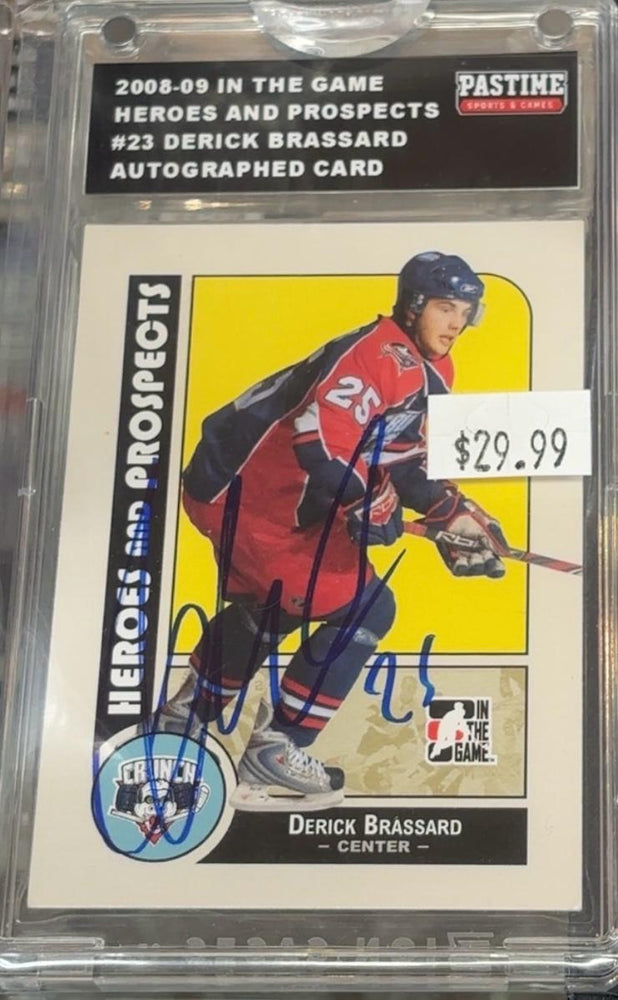 2008-09 IN THE GAME
HEROES AND PROSPECTS
#23 DERICK BRASSARD
AUTOGRAPHED CARD
PASTIME
SPORTS & GAMES
HEROES AND PROSPECTS
25
$29.99
25
IN
THE
GAME
CRUNCH
DERICK BRASSARD
- CENTER -